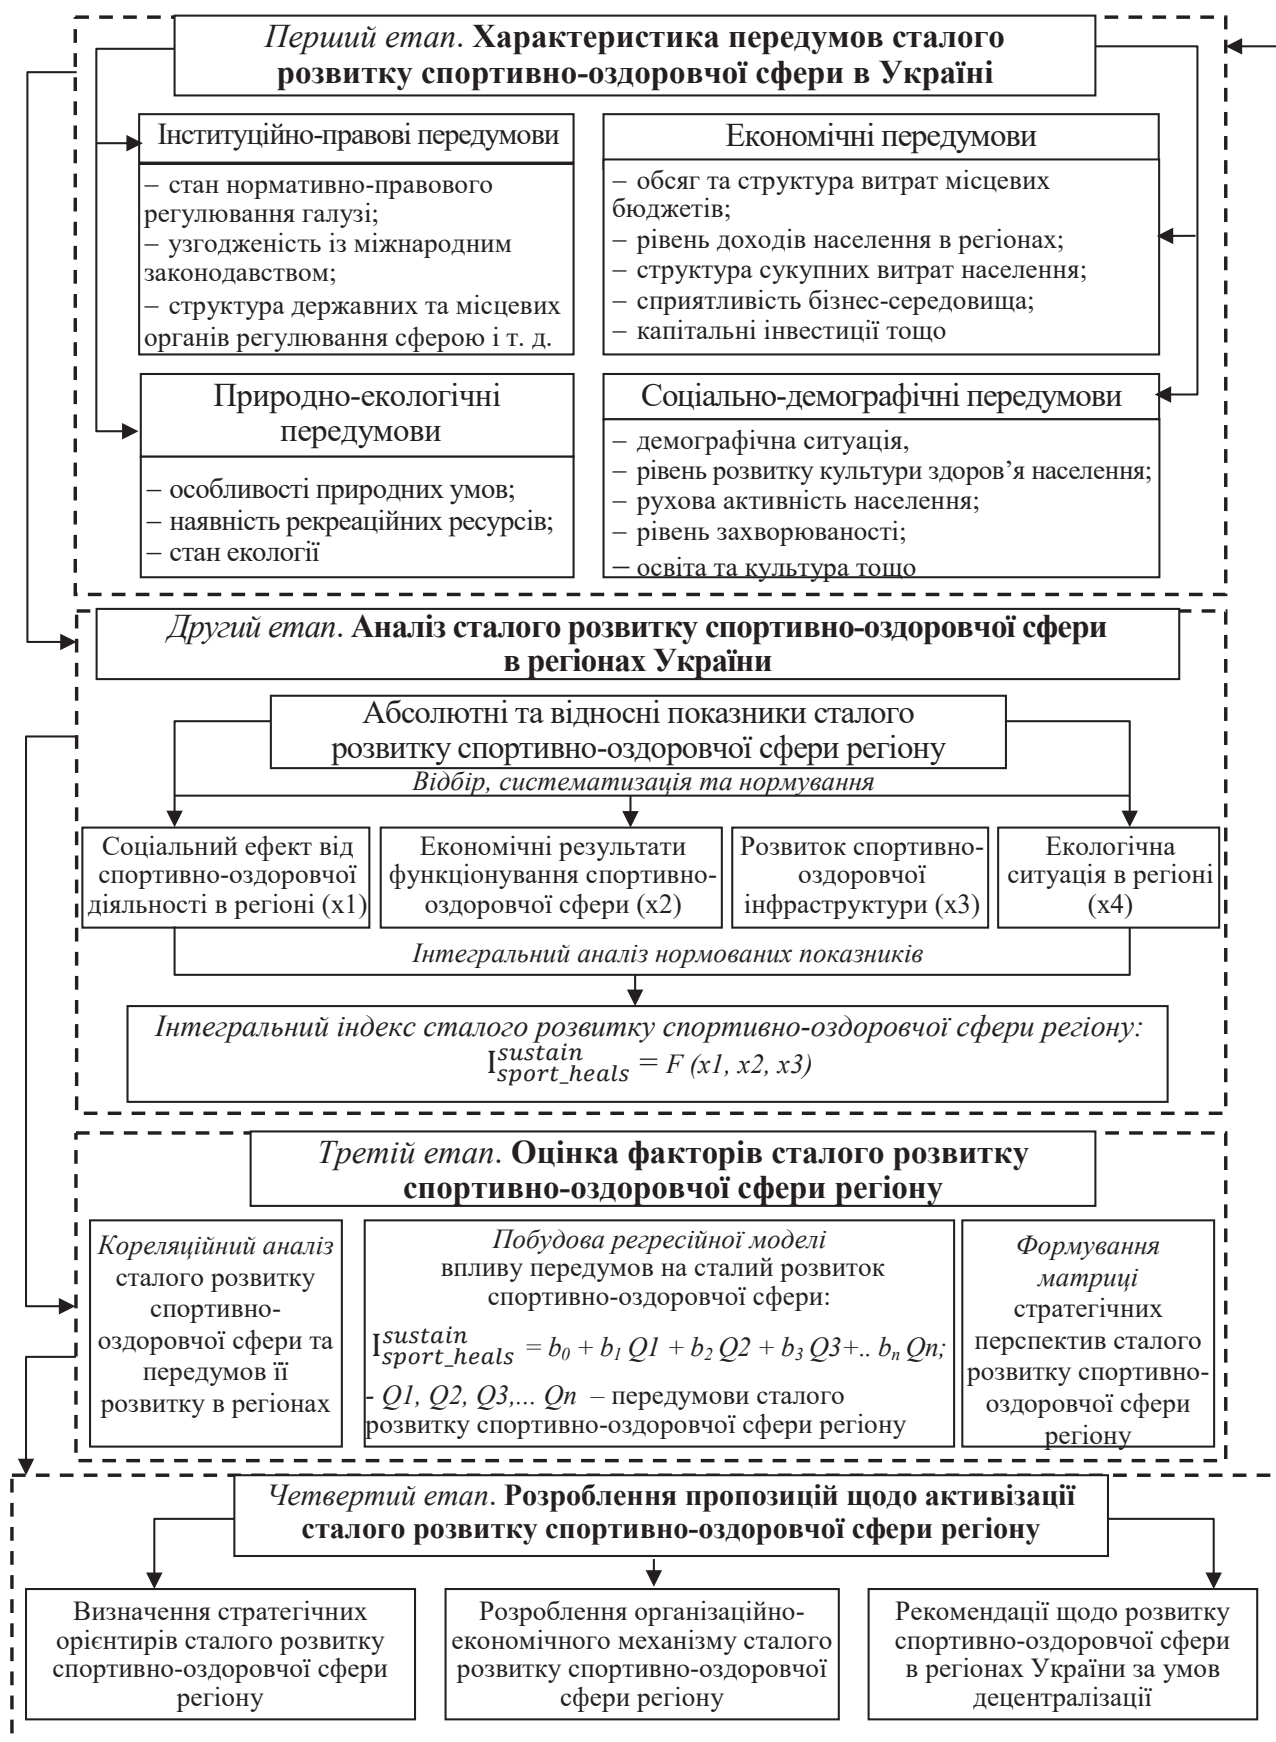 Перший етап. Характеристика передумов сталого
розвитку спортивно-оздоровчої сфери в Україні
Інституційно-правові передумови
– стан нормативно-правового
регулювання галузі;
– узгодженість із міжнародним
законодавством;
– структура державних та місцевих
органів регулювання сферою і т. д.
Економічні передумови
– обсяг та структура витрат місцевих
бюджетів;
– рівень доходів населення в регіонах;
– структура сукупних витрат населення;
– сприятливість бізнес-середовища;
– капітальні інвестиції тощо
Природно-екологічні
передумови
– особливості природних умов;
– наявність рекреаційних ресурсів;
– стан екології
Соціально-демографічні передумови
– демографічна ситуація,
– рівень розвитку культури здоров’я населення;
– рухова активність населення;
– рівень захворюваності;
– освіта та культура тощо
Другий етап. Аналіз сталого розвитку спортивно-оздоровчої сфери
в регіонах України
Абсолютні та відносні показники сталого
розвитку спортивно-оздоровчої сфери регіону
Відбір, систематизація та нормування
Соціальний ефект від
спортивно-оздоровчої
діяльності в регіоні (x1)
Економічні результати
функціонування спортивно-
оздоровчої сфери (x2)
Розвиток спортивно-
оздоровчої
інфраструктури (x3)
Екологічна
ситуація в регіоні
(x4)
Інтегральний аналіз нормованих показників
Інтегральний індекс сталого розвитку спортивно-оздоровчої сфери регіону:
I^{sustain}_{sport_heals} = F (x1, x2, x3)
Третій етап. Оцінка факторів сталого розвитку
спортивно-оздоровчої сфери регіону
Кореляційний аналіз
сталого розвитку
спортивно-
оздоровчої сфери та
передумов її
розвитку в регіонах
Побудова регресійної моделі
впливу передумов на сталий розвиток
спортивно-оздоровчої сфери:
I^{sustain}_{sport_heals} = b₀ + b₁ Q1 + b₂ Q2 + b₃ Q3+.. bₙ Qn;
- Q1, Q2, Q3,... Qn – передумови сталого
розвитку спортивно-оздоровчої сфери регіону
Формування
матриці
стратегічних
перспектив сталого
розвитку спортивно-
оздоровчої сфери
регіону
Четвертий етап. Розроблення пропозицій щодо активізації
сталого розвитку спортивно-оздоровчої сфери регіону
Визначення стратегічних
орієнтирів сталого розвитку
спортивно-оздоровчої сфери
регіону
Розроблення організаційно-
економічного механізму сталого
розвитку спортивно-оздоровчої
сфери регіону
Рекомендації щодо розвитку
спортивно-оздоровчої сфери
в регіонах України за умов
децентралізації